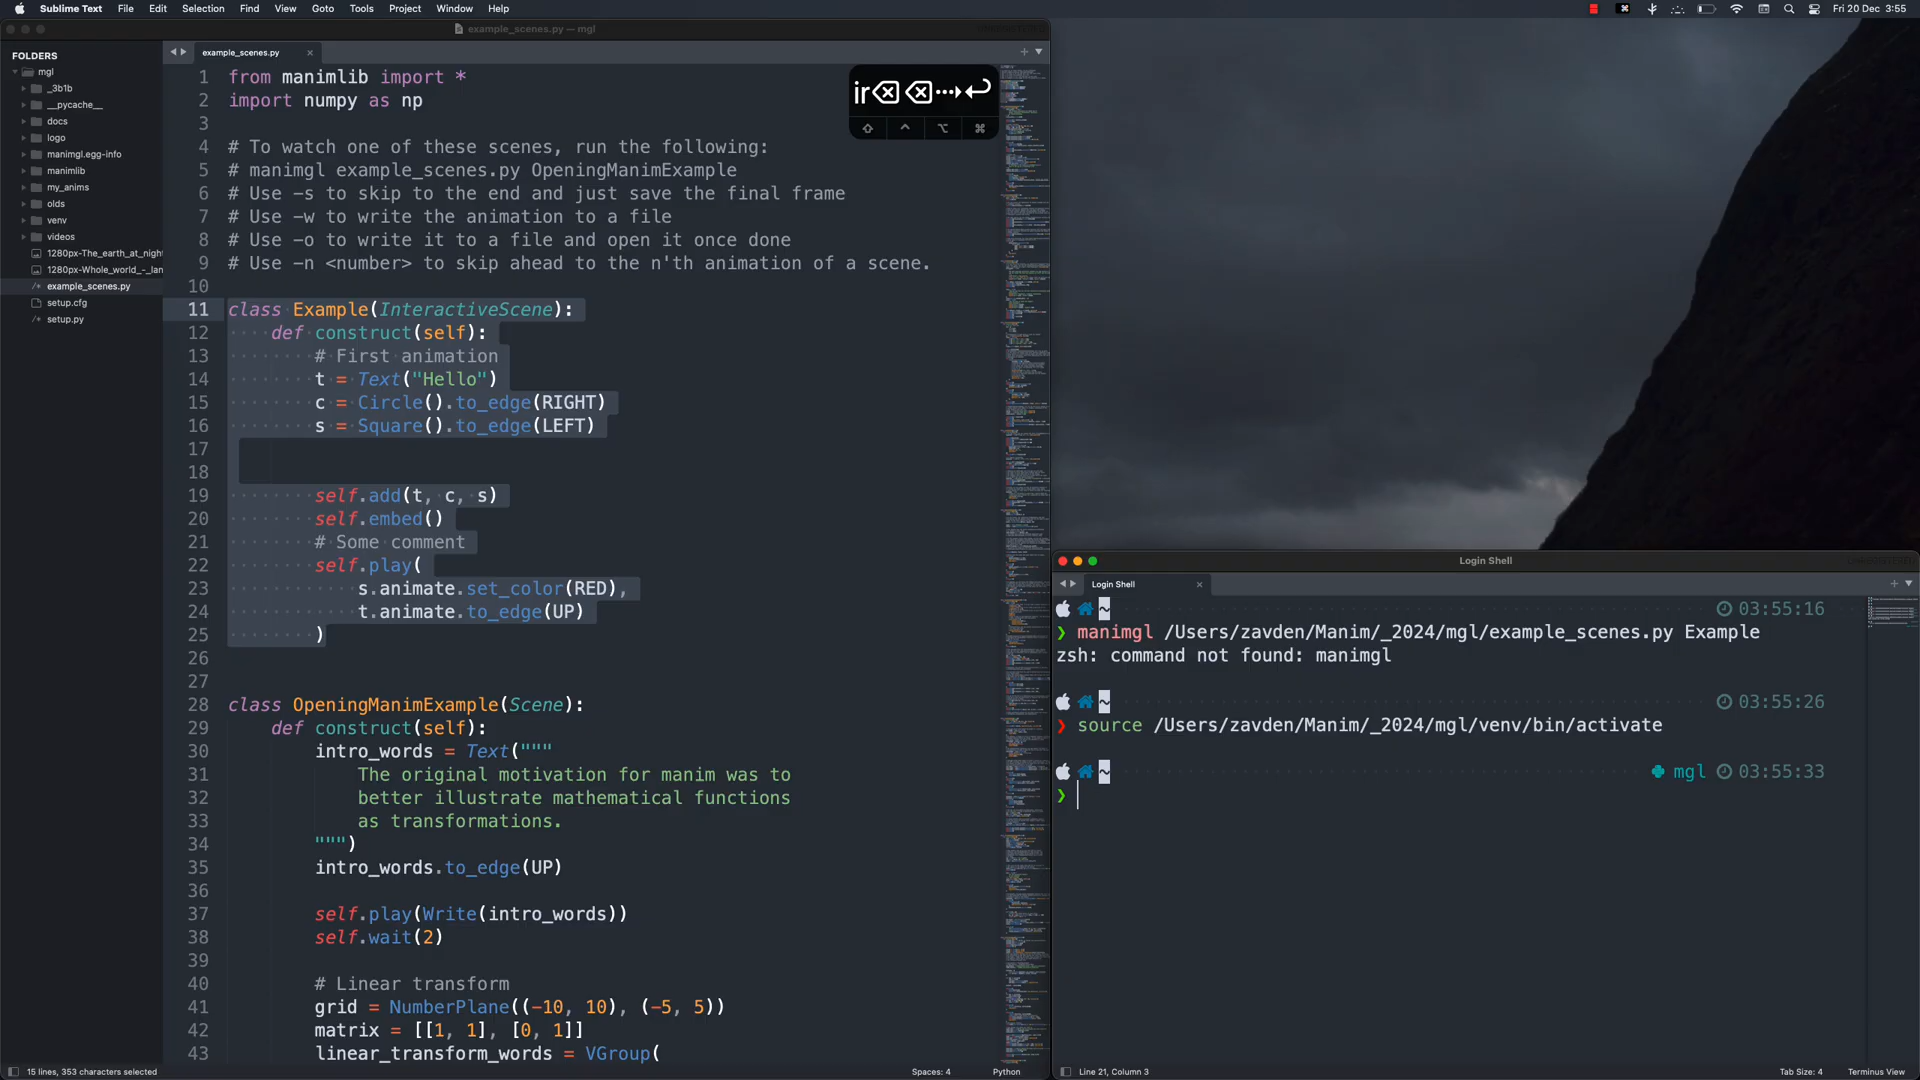 Sublime Text File Edit Selection Find View Goto Tools Project Window Help
Fri 20 Dec 3:55
example_scenes.py — mgl
FOLDERS
mgl
_3b1b
__pycache__
docs
logo
manimgl.egg-info
manimlib
my_anims
olds
venv
videos
1280px-The_earth_at_night
1280px-Whole_world_-_lan
example_scenes.py
setup.cfg
setup.py
example_scenes.py
ir⌫ ⌫…→↩
⇧ ^ ⌥ ⌘
1 from manimlib import *
2 import numpy as np
3
4 # To watch one of these scenes, run the following:
5 # manimgl example_scenes.py OpeningManimExample
6 # Use -s to skip to the end and just save the final frame
7 # Use -w to write the animation to a file
8 # Use -o to write it to a file and open it once done
9 # Use -n <number> to skip ahead to the n'th animation of a scene.
10
11 class Example(InteractiveScene):
12 def construct(self):
13 # First animation
14 t = Text("Hello")
15 c = Circle().to_edge(RIGHT)
16 s = Square().to_edge(LEFT)
17
18
19 self.add(t, c, s)
20 self.embed()
21 # Some comment
22 self.play(
23 s.animate.set_color(RED),
24 t.animate.to_edge(UP)
25 )
26
27
28 class OpeningManimExample(Scene):
29 def construct(self):
30 intro_words = Text("""
31 The original motivation for manim was to
32 better illustrate mathematical functions
33 as transformations.
34 """)
35 intro_words.to_edge(UP)
36
37 self.play(Write(intro_words))
38 self.wait(2)
39
40 # Linear transform
41 grid = NumberPlane((-10, 10), (-5, 5))
42 matrix = [[1, 1], [0, 1]]
43 linear_transform_words = VGroup(
15 lines, 353 characters selected
Spaces: 4
Python
Login Shell
Login Shell
~ 03:55:16
❯ manimgl /Users/zavden/Manim/_2024/mgl/example_scenes.py Example
zsh: command not found: manimgl
~ 03:55:26
❯ source /Users/zavden/Manim/_2024/mgl/venv/bin/activate
~ mgl 03:55:33
❯
Line 21, Column 3
Tab Size: 4
Terminus View